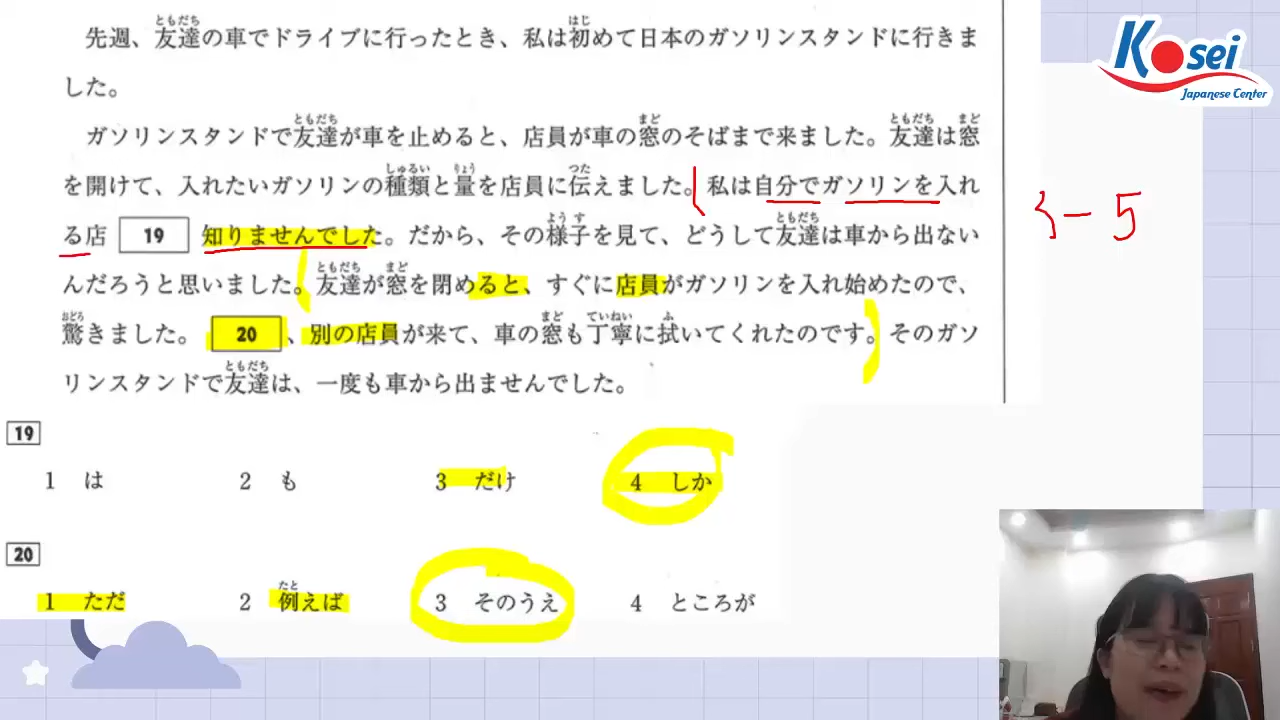 先週、友達の車でドライブに行ったとき、私は初めて日本のガソリンスタンドに行きま
した。
ガソリンスタンドで友達が車を止めると、店員が車の窓のそばまで来ました。友達は窓
を開けて、入れたいガソリンの種類と量を店員に伝えました。私は自分でガソリンを入れ
る店 19 知りませんでした。だから、その様子を見て、どうして友達は車から出ない
んだろうと思いました。友達が窓を閉めると、すぐに店員がガソリンを入れ始めたので、
驚きました。 20 、別の店員が来て、車の窓も丁寧に拭いてくれたのです。そのガソ
リンスタンドで友達は、一度も車から出ませんでした。
19
1 は 2 も 3 だけ 4 しか
20
1 ただ 2 例えば 3 そのうえ 4 ところが
Kosei
Japanese Center